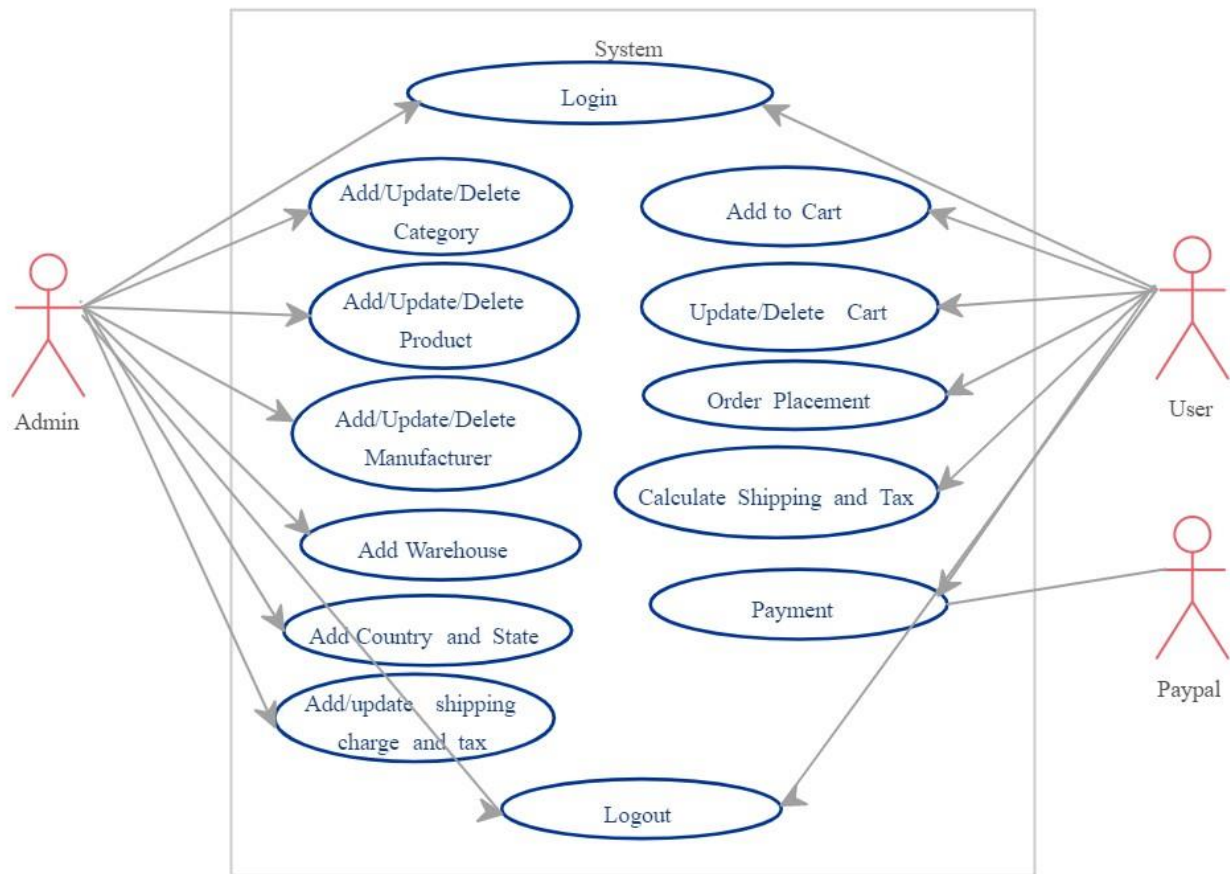 System
Login
Add/Update/Delete
Category
Add to Cart
Add/Update/Delete
Product
Update/Delete Cart
Admin
User
Add/Update/Delete
Manufacturer
Order Placement
Calculate Shipping and Tax
Add Warehouse
Payment
Add Country and State
Paypal
Add/update shipping
charge and tax
Logout